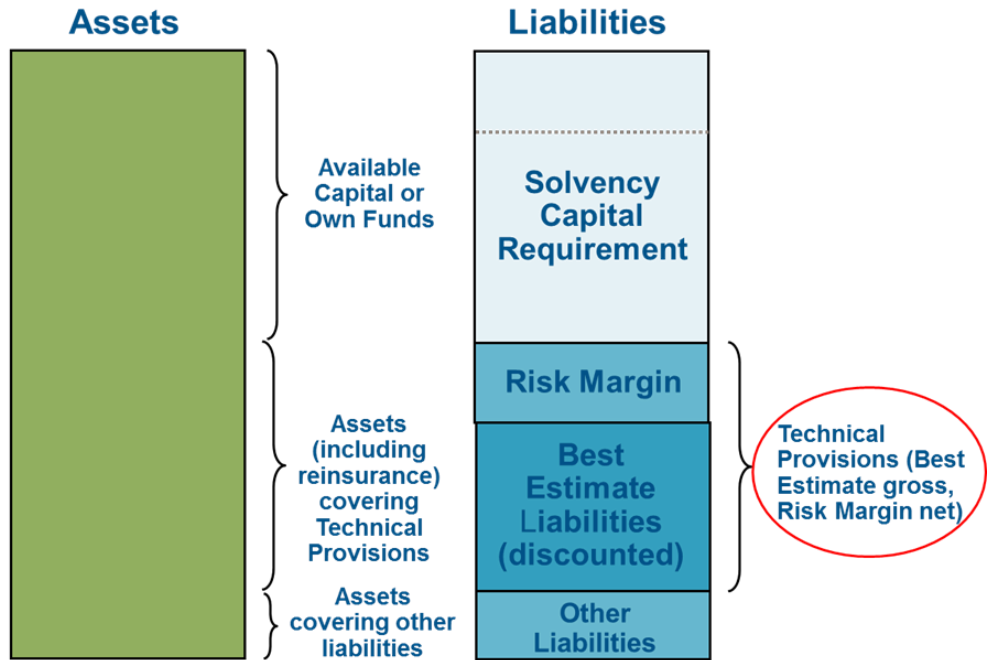 Assets
Liabilities
Available
Capital or
Own Funds
Solvency
Capital
Requirement
Risk Margin
Assets
(including
reinsurance)
covering
Technical
Provisions
Best
Estimate
Liabilities
(discounted)
Technical
Provisions (Best
Estimate gross,
Risk Margin net)
Assets
covering other
liabilities
Other
Liabilities